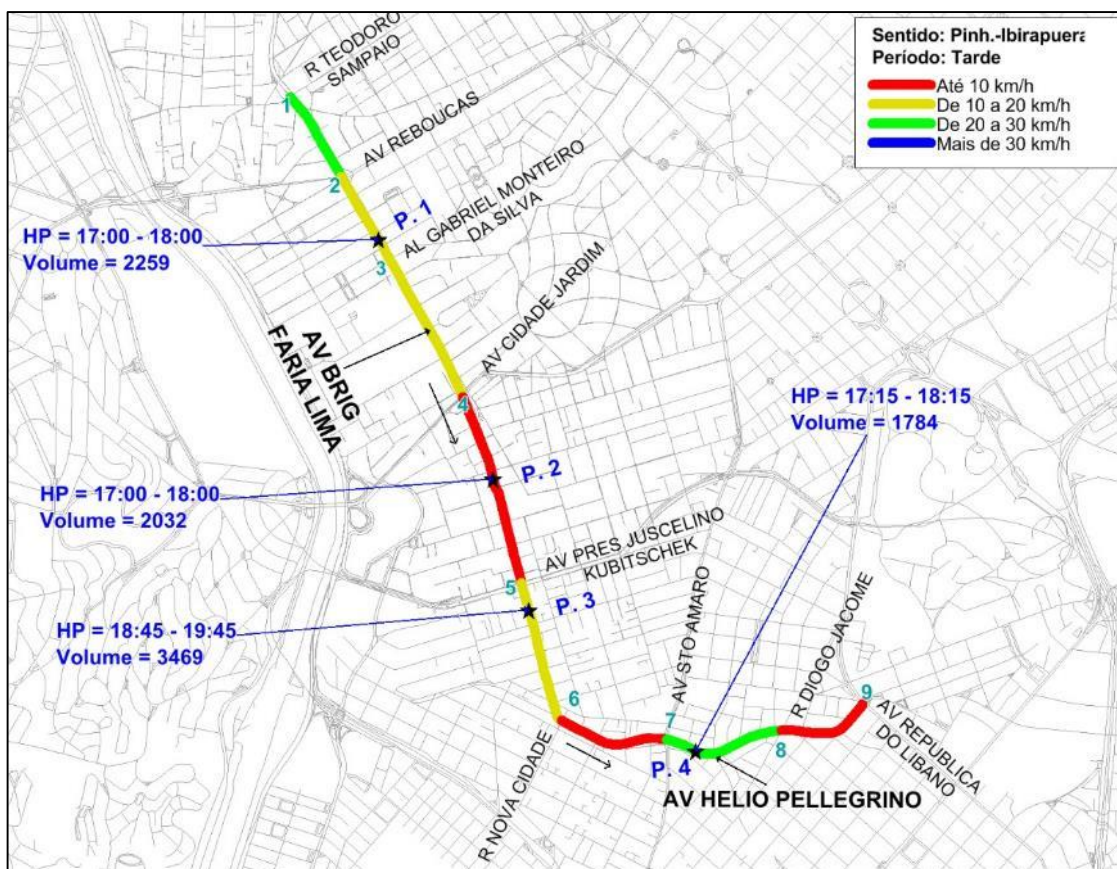 Sentido: Pinh.-Ibirapuera
Período: Tarde
Até 10 km/h
De 10 a 20 km/h
De 20 a 30 km/h
Mais de 30 km/h
R TEODORO
SAMPAIO
1
AV REBOUCAS
2
P. 1
AL GABRIEL MONTEIRO
DA SILVA
HP = 17:00 - 18:00
Volume = 2259
3
AV CIDADE JARDIM
AV BRIG
FARIA LIMA
4
HP = 17:15 - 18:15
Volume = 1784
P. 2
HP = 17:00 - 18:00
Volume = 2032
AV PRES JUSCELINO
KUBITSCHEK
5
P. 3
HP = 18:45 - 19:45
Volume = 3469
AV STO AMARO
R DIOGO JACOME
6
7
8
9
AV REPUBLICA
DO LIBANO
P. 4
R NOVA CIDADE
AV HELIO PELLEGRINO